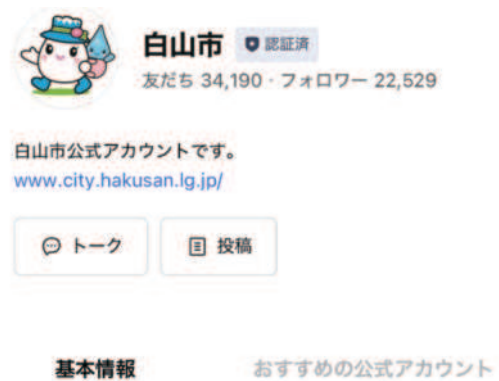 白山市 認証済
友だち 34,190・フォロワー 22,529
白山市公式アカウントです。
www.city.hakusan.lg.jp/
トーク 投稿
基本情報 おすすめの公式アカウント